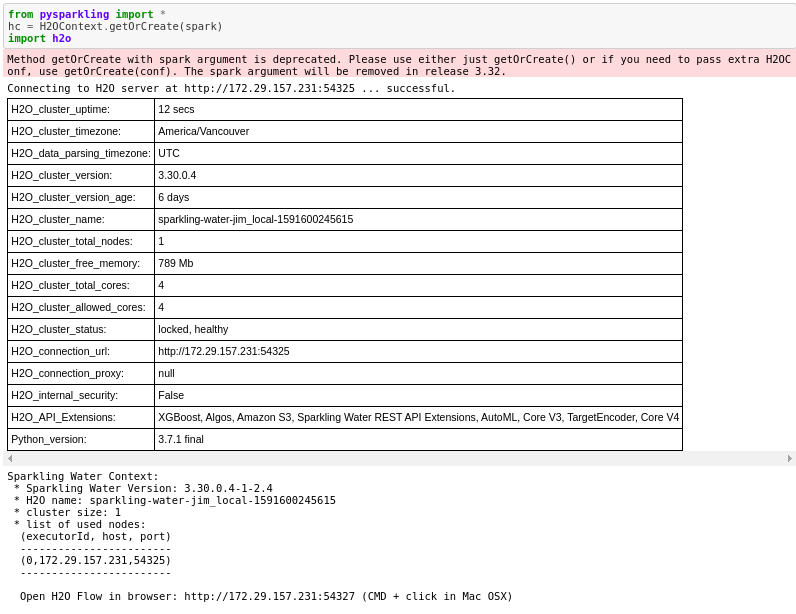 from pysparkling import *
hc = H2OContext.getOrCreate(spark)
import h2o
Method getOrCreate with spark argument is deprecated. Please use either just getOrCreate() or if you need to pass extra H2OC
onf, use getOrCreate(conf). The spark argument will be removed in release 3.32.
Connecting to H2O server at http://172.29.157.231:54325 ... successful.
H2O_cluster_uptime: 12 secs
H2O_cluster_timezone: America/Vancouver
H2O_data_parsing_timezone: UTC
H2O_cluster_version: 3.30.0.4
H2O_cluster_version_age: 6 days
H2O_cluster_name: sparkling-water-jim_local-1591600245615
H2O_cluster_total_nodes: 1
H2O_cluster_free_memory: 789 Mb
H2O_cluster_total_cores: 4
H2O_cluster_allowed_cores: 4
H2O_cluster_status: locked, healthy
H2O_connection_url: http://172.29.157.231:54325
H2O_connection_proxy: null
H2O_internal_security: False
H2O_API_Extensions: XGBoost, Algos, Amazon S3, Sparkling Water REST API Extensions, AutoML, Core V3, TargetEncoder, Core V4
Python_version: 3.7.1 final
Sparkling Water Context:
* Sparkling Water Version: 3.30.0.4-1-2.4
* H2O name: sparkling-water-jim_local-1591600245615
* cluster size: 1
* list of used nodes:
(executorId, host, port)
------------------------
(0,172.29.157.231,54325)
------------------------
Open H2O Flow in browser: http://172.29.157.231:54327 (CMD + click in Mac OSX)